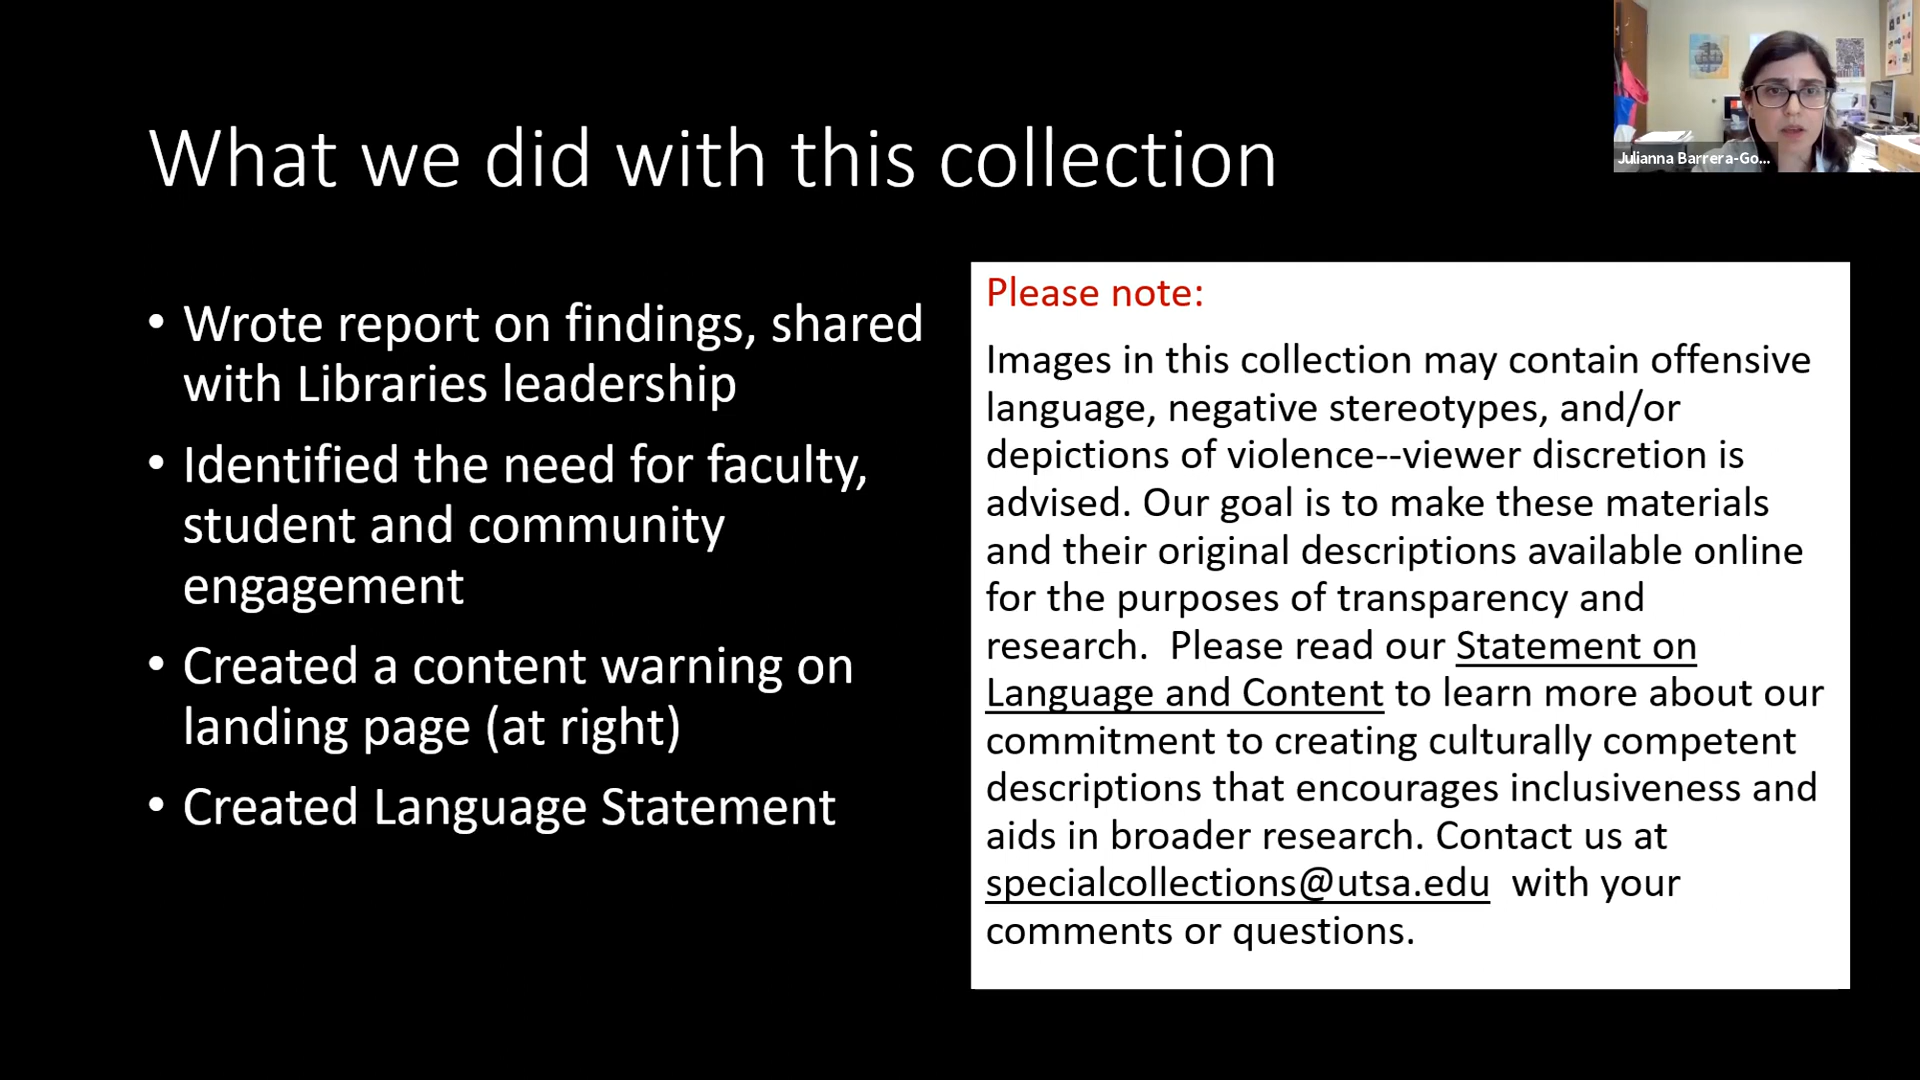 What we did with this collection
• Wrote report on findings, shared
with Libraries leadership
• Identified the need for faculty,
student and community
engagement
• Created a content warning on
landing page (at right)
• Created Language Statement
Please note:
Images in this collection may contain offensive
language, negative stereotypes, and/or
depictions of violence--viewer discretion is
advised. Our goal is to make these materials
and their original descriptions available online
for the purposes of transparency and
research.  Please read our Statement on
Language and Content to learn more about our
commitment to creating culturally competent
descriptions that encourages inclusiveness and
aids in broader research. Contact us at
specialcollections@utsa.edu  with your
comments or questions.
Julianna Barrera-Go...